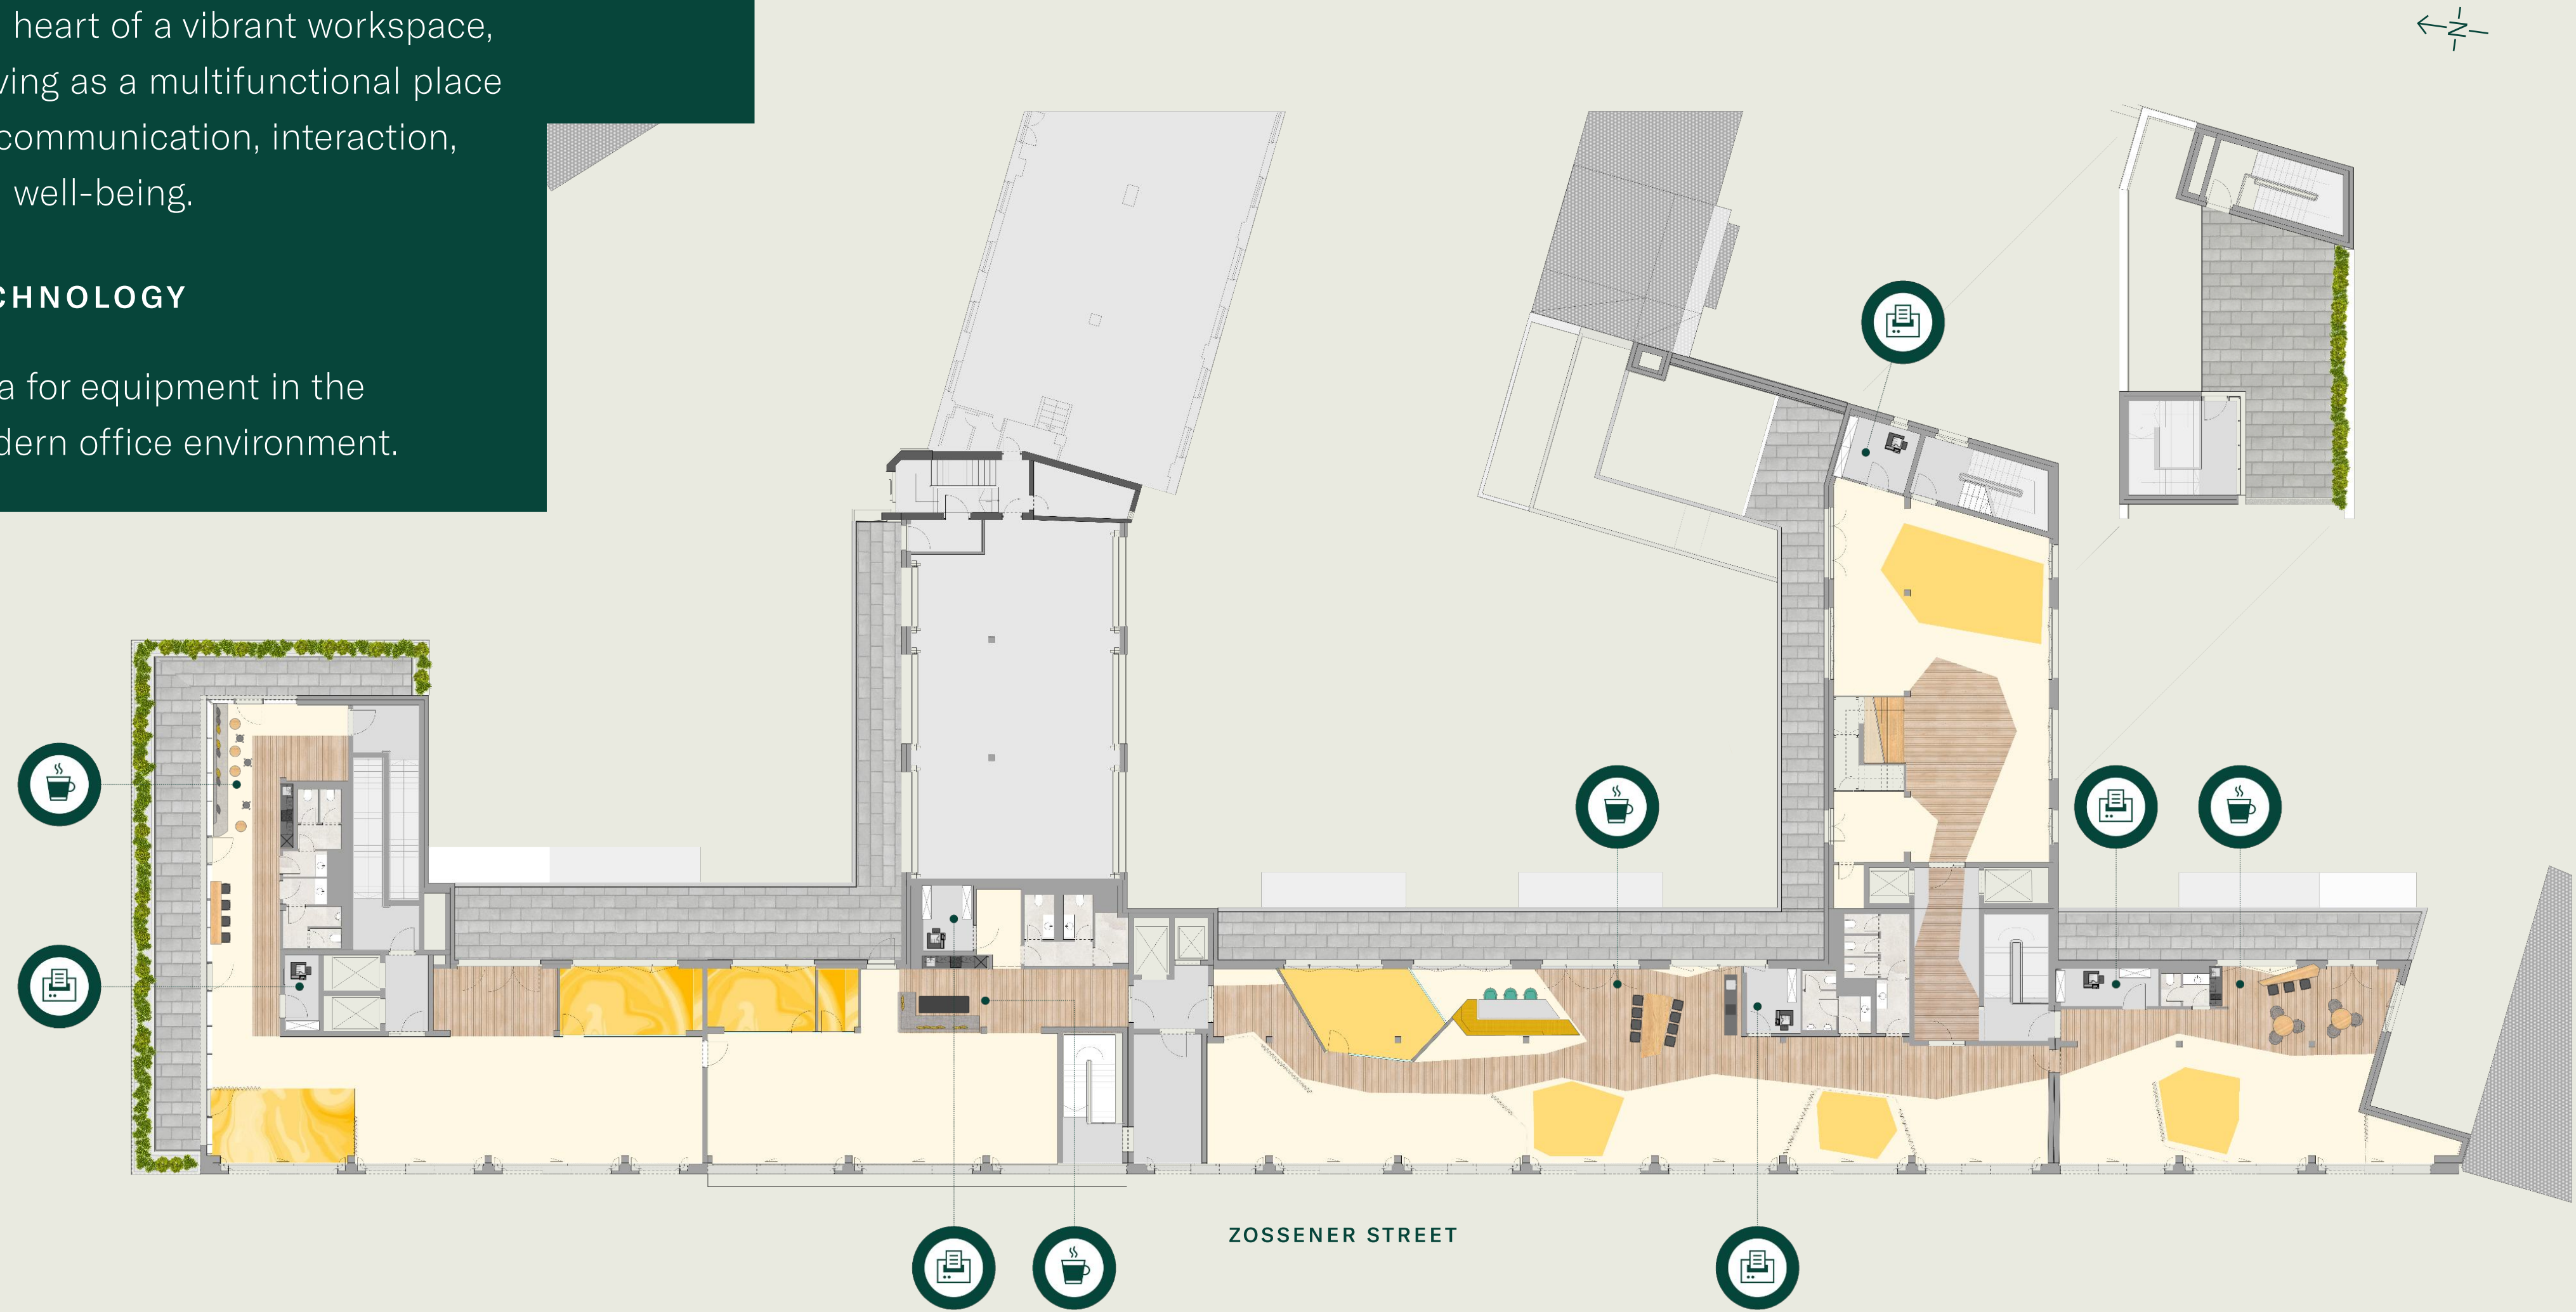 heart of a vibrant workspace,
ving as a multifunctional place
communication, interaction,
well-being.
CHNOLOGY
a for equipment in the
dern office environment.
N
ZOSSENER STREET